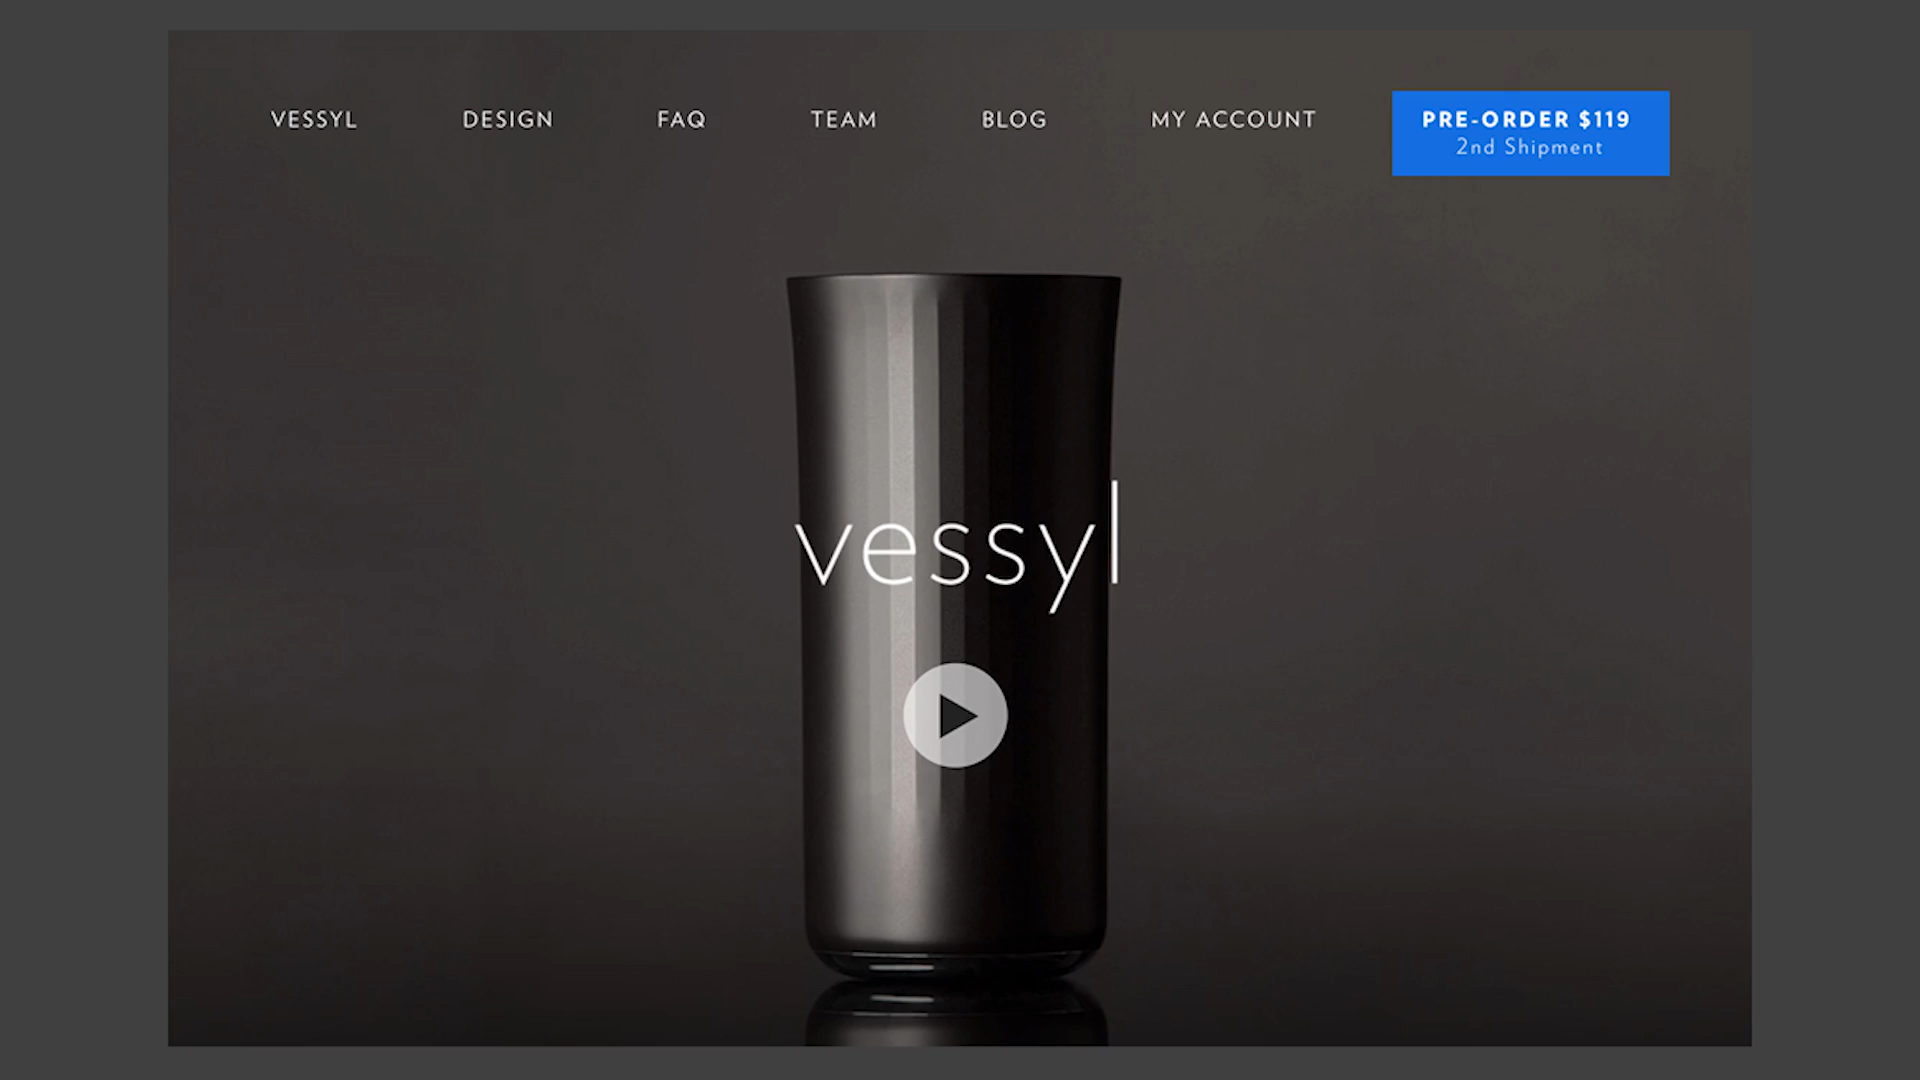 VESSYL DESIGN FAQ TEAM BLOG MY ACCOUNT PRE-ORDER $119
2nd Shipment
vessyl